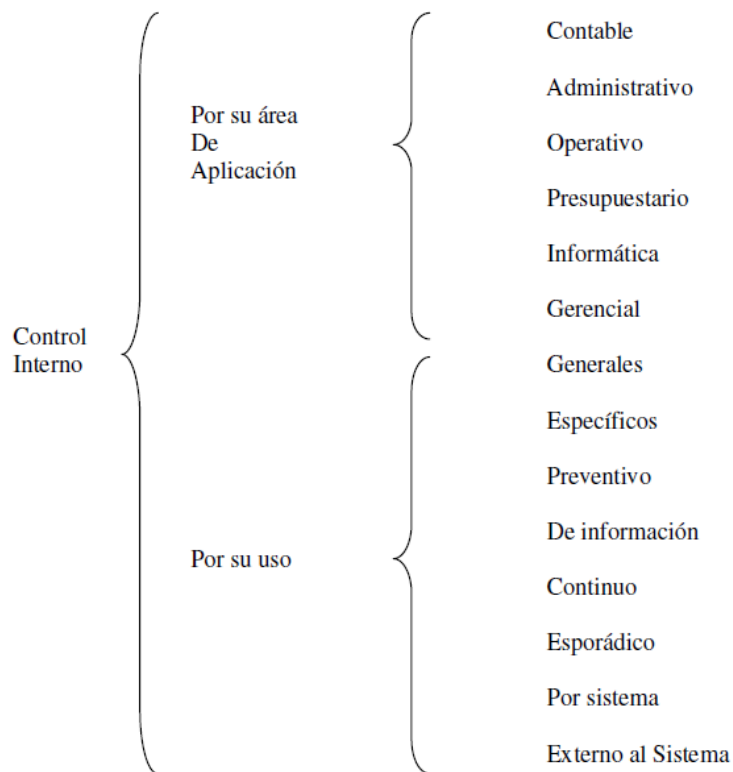 Control
Interno
Por su área
De
Aplicación
Contable
Administrativo
Operativo
Presupuestario
Informática
Gerencial
Por su uso
Generales
Específicos
Preventivo
De información
Continuo
Esporádico
Por sistema
Externo al Sistema